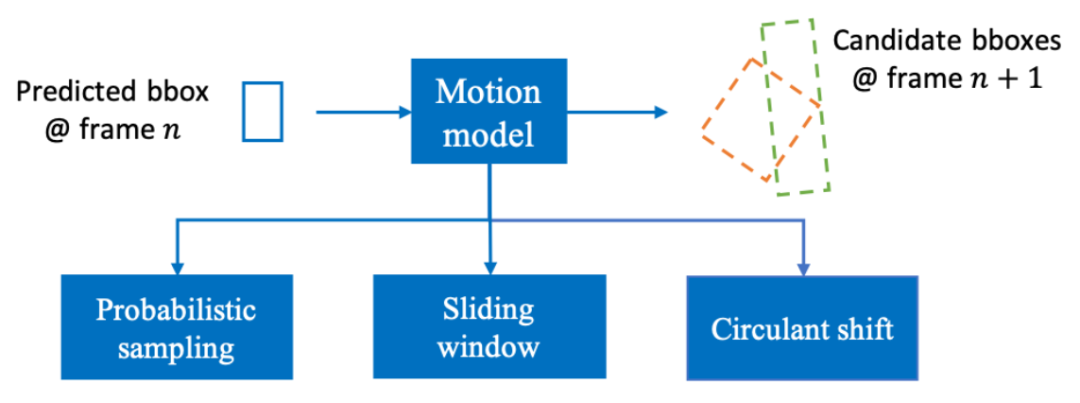 Predicted bbox
@ frame n
Motion
model
Candidate bboxes
@ frame n + 1
Probabilistic
sampling
Sliding
window
Circulant shift